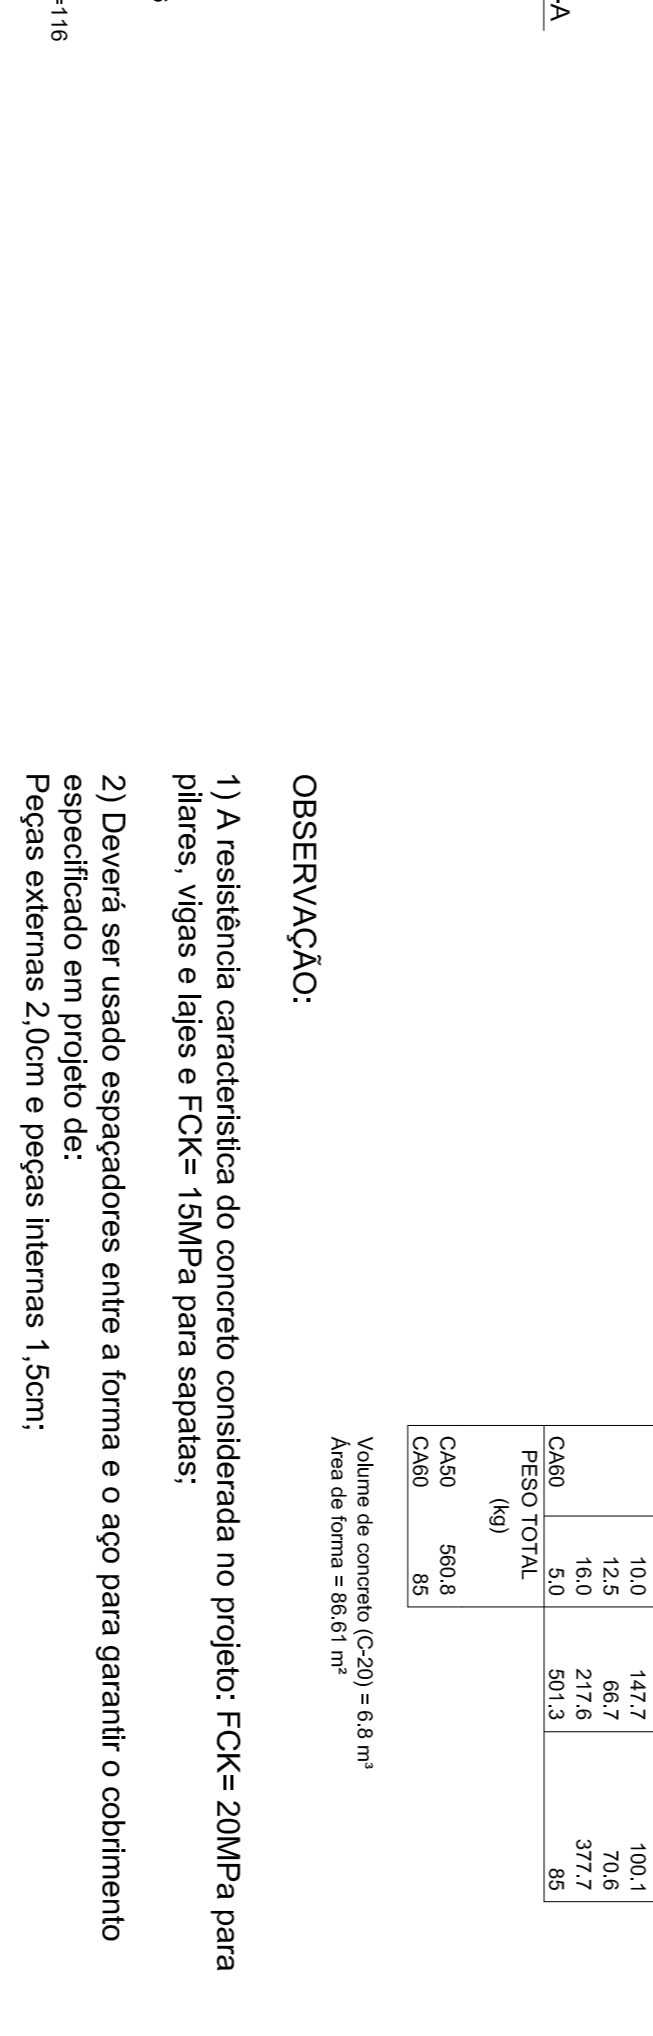 -A
10.0 147.7 100.1
12.5 66.7 70.6
16.0 217.6 377.7
CA60 5.0 501.3 85
PESO TOTAL
(kg)
CA50 560.8
CA60 85
Volume de concreto (C-20) = 6.8 m³
Área de forma = 86.61 m²
OBSERVAÇÃO:
1) A resistência caracteristica do concreto considerada no projeto: FCK= 20MPa para
pilares, vigas e lajes e FCK= 15MPa para sapatas;
2) Deverá ser usado espaçadores entre a forma e o aço para garantir o cobrimento
especificado em projeto de:
Peças externas 2,0cm e peças internas 1,5cm;
=116